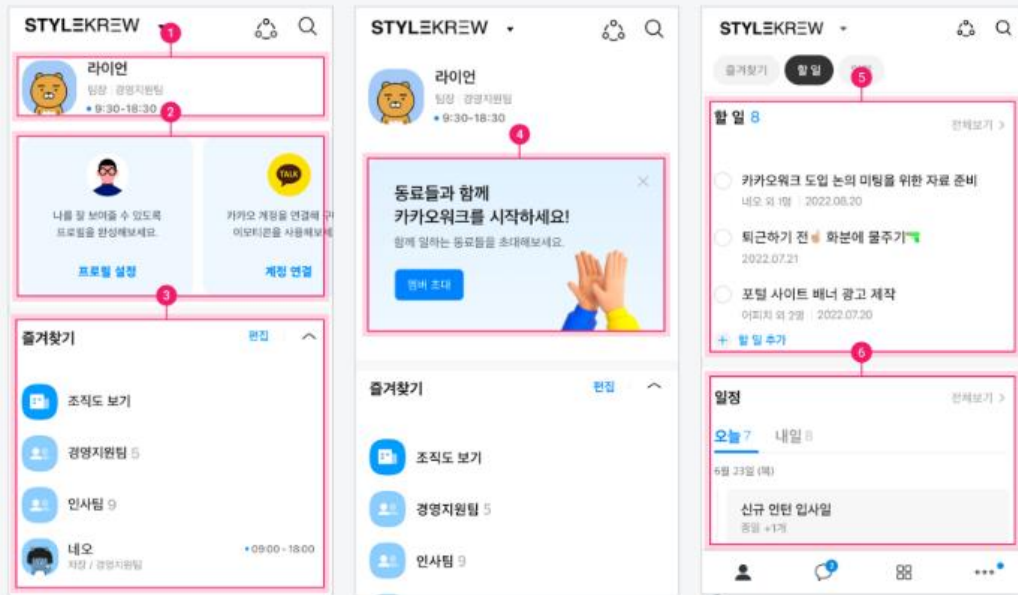 STYLEKREW
1
라이언
팀장 경영지원팀
9:30-18:30
2
나를 잘 보여줄 수 있도록
프로필을 완성해보세요.
프로필 설정
TALK
카카오 계정을 연결해
이모티콘을 사용해보세
계정 연결
3
즐겨찾기
편집
조직도 보기
경영지원팀 5
인사팀 9
네오
차장 / 경영지원팀
09:00 - 18:00
STYLEKREW
라이언
팀장 경영지원팀
9:30-18:30
4
동료들과 함께
카카오워크를 시작하세요!
함께 일하는 동료들을 초대해보세요.
멤버 초대
즐겨찾기
편집
조직도 보기
경영지원팀 5
인사팀 9
STYLEKREW
즐겨찾기
할 일
5
할 일 8
전체보기 >
카카오워크 도입 논의 미팅을 위한 자료 준비
네오 외 1명 2022.08.20
퇴근하기 전 화분에 물주기
2022.07.21
포털 사이트 배너 광고 제작
어피치 외 2명 2022.07.20
+ 할 일 추가
6
일정
전체보기 >
오늘 7
내일 8
6월 23일 (목)
신규 인턴 입사일
종일 +1개
2